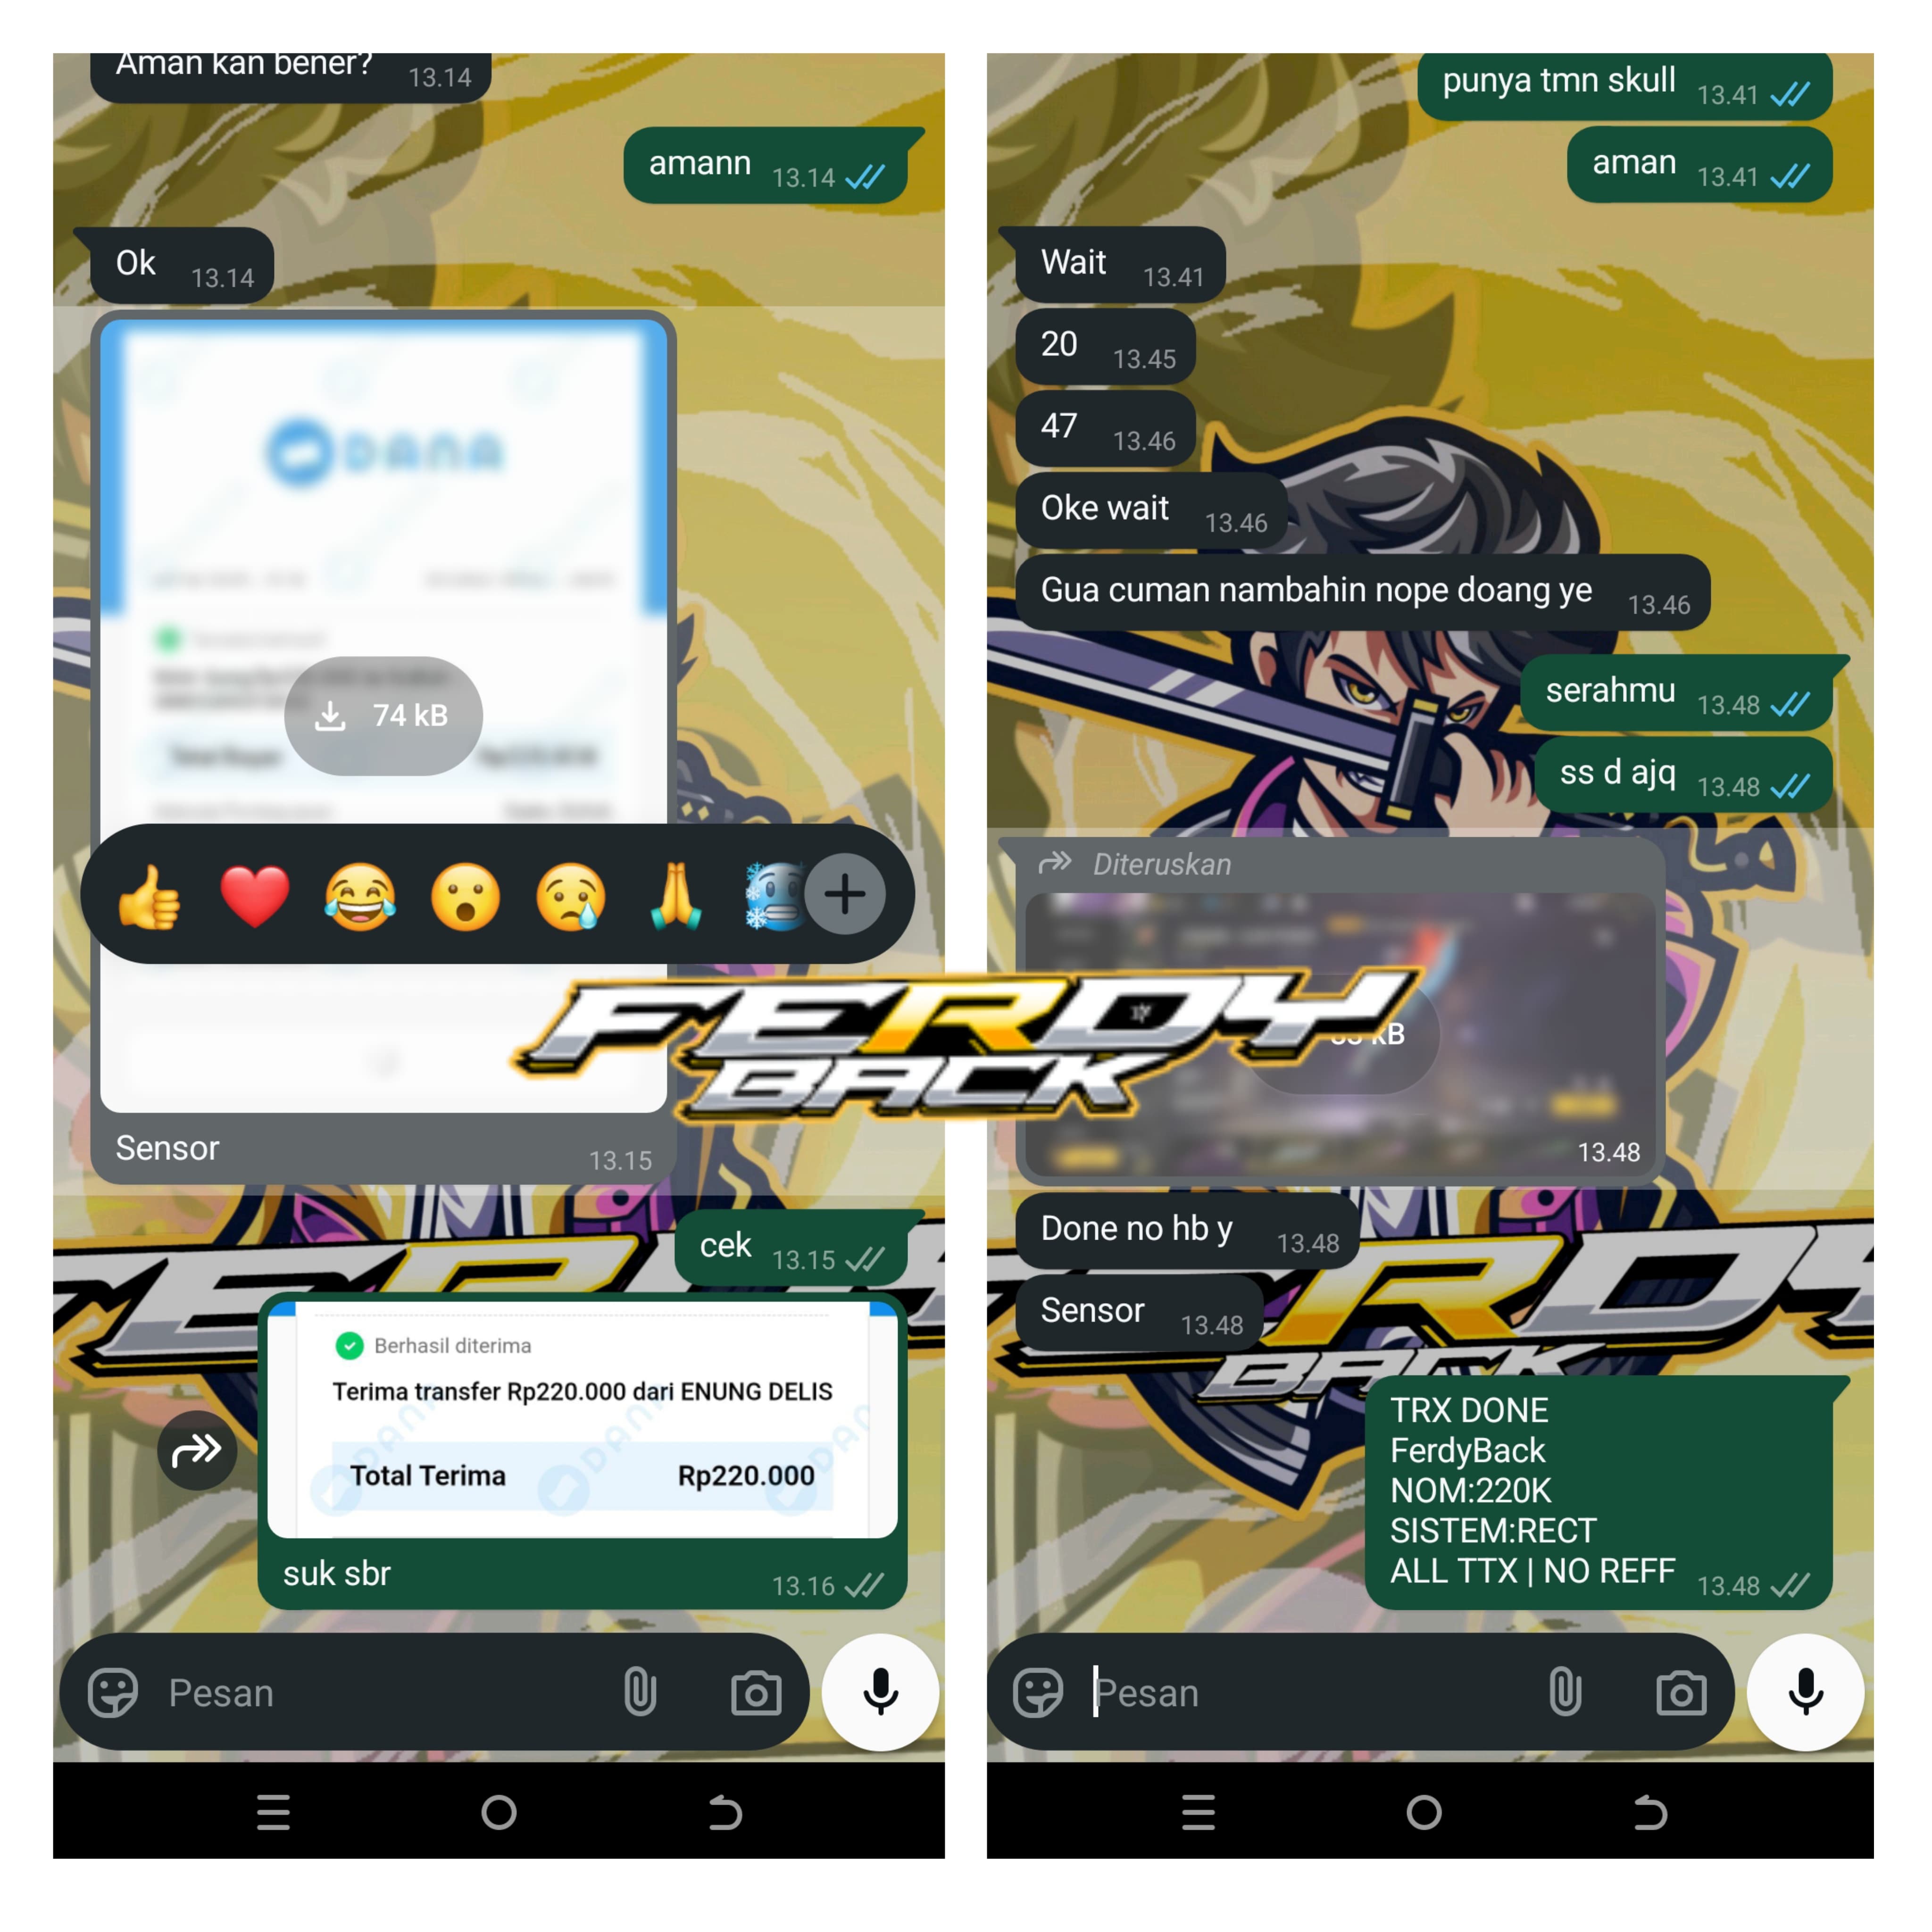 Aman kan bener? 13.14
amann 13.14
Ok 13.14
DANA
74 kB
Sensor 13.15
cek 13.15
Berhasil diterima
Terima transfer Rp220.000 dari ENUNG DELIS
Total Terima Rp220.000
suk sbr 13.16
Pesan
punya tmn skull 13.41
aman 13.41
Wait 13.41
20 13.45
47 13.46
Oke wait 13.46
Gua cuman nambahin nope doang ye 13.46
serahmu 13.48
ss d ajq 13.48
Diteruskan
kB
13.48
Done no hb y 13.48
Sensor 13.48
TRX DONE
FerdyBack
NOM:220K
SISTEM:RECT
ALL TTX | NO REFF 13.48
Pesan
FERDY
BACK